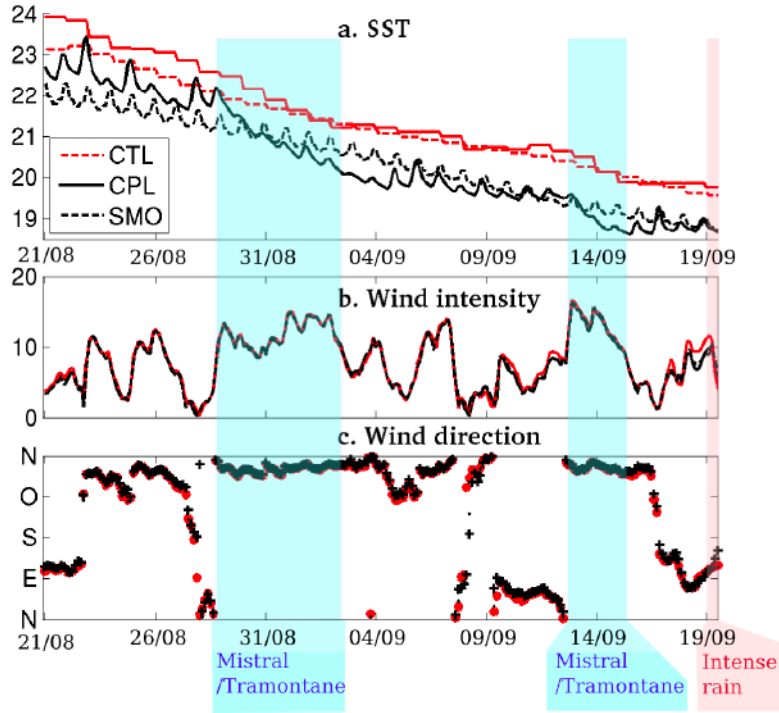 a. SST
24
23
22
21
20
19
CTL
CPL
SMO
21/08 26/08 31/08 04/09 09/09 14/09 19/09
b. Wind intensity
20
10
0
c. Wind direction
N
O
S
E
N
21/08 26/08 31/08 04/09 09/09 14/09 19/09
Mistral
/Tramontane
Mistral
/Tramontane
Intense
rain